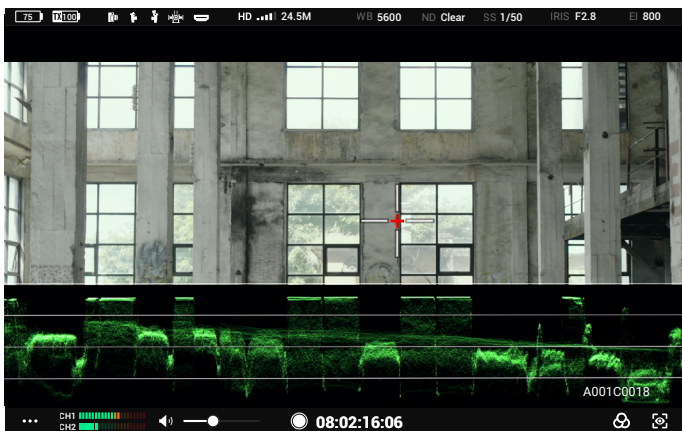 75 TX100 HD 24.5M WB 5600 ND Clear SS 1/50 IRIS F2.8 EI 800
A001C0018
CH1
CH2
08:02:16:06